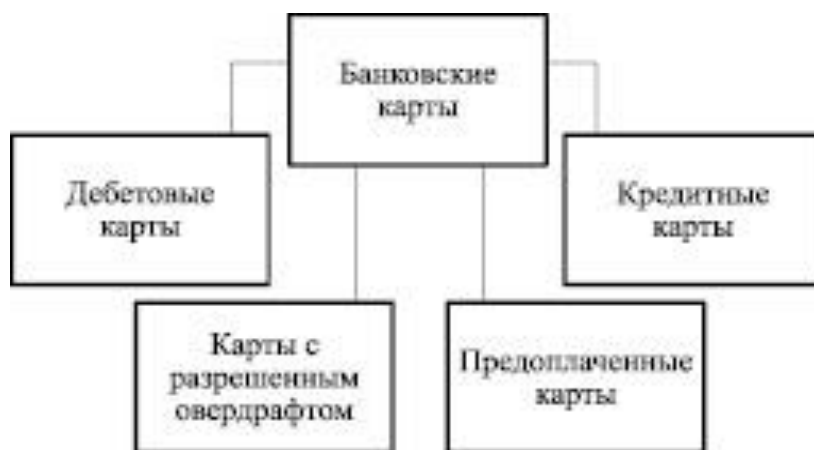 Банковские
карты
Дебетовые
карты
Кредитные
карты
Карты с
разрешенным
овердрафтом
Предоплаченные
карты